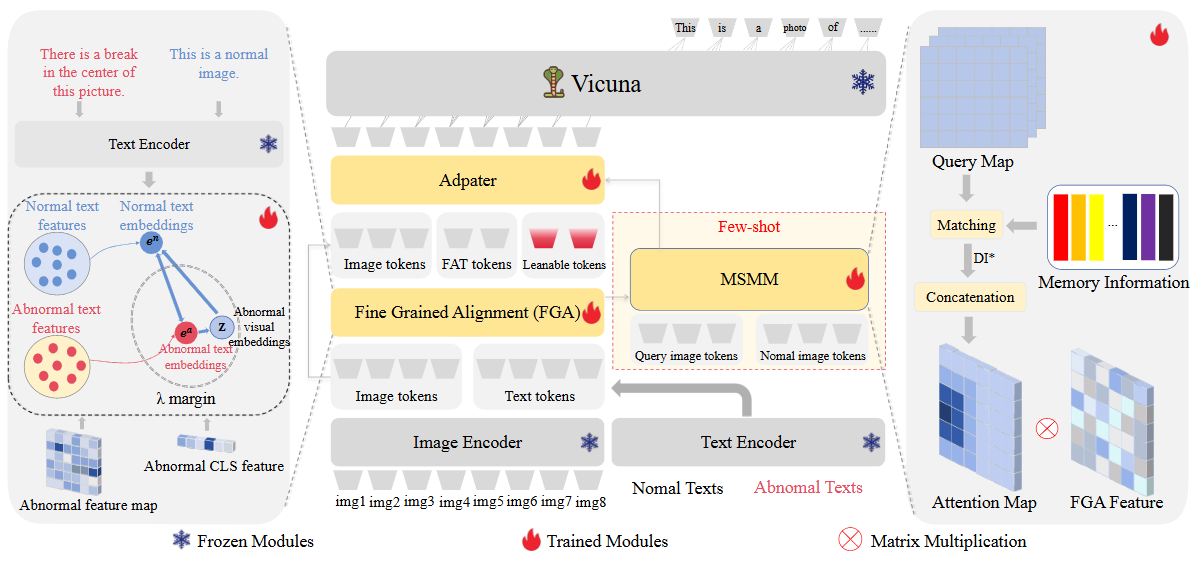 There is a break
in the center of
this picture.
This is a normal
image.
Text Encoder
Normal text
features
Normal text
embeddings
eⁿ
Abnormal text
features
eᵃ
Z
Abnormal
visual
embeddings
Abnormal text
embeddings
λ margin
Abnormal feature map
Abnormal CLS feature
This is a photo of ......
Vicuna
Adpater
Image tokens
FAT tokens
Leanable tokens
Fine Grained Alignment (FGA)
Image tokens
Text tokens
Image Encoder
img1 img2 img3 img4 img5 img6 img7 img8
Few-shot
MSMM
Query image tokens
Nomal image tokens
Text Encoder
Nomal Texts
Abnomal Texts
Query Map
Matching
...
Memory Information
DI*
Concatenation
Attention Map
FGA Feature
Frozen Modules
Trained Modules
Matrix Multiplication